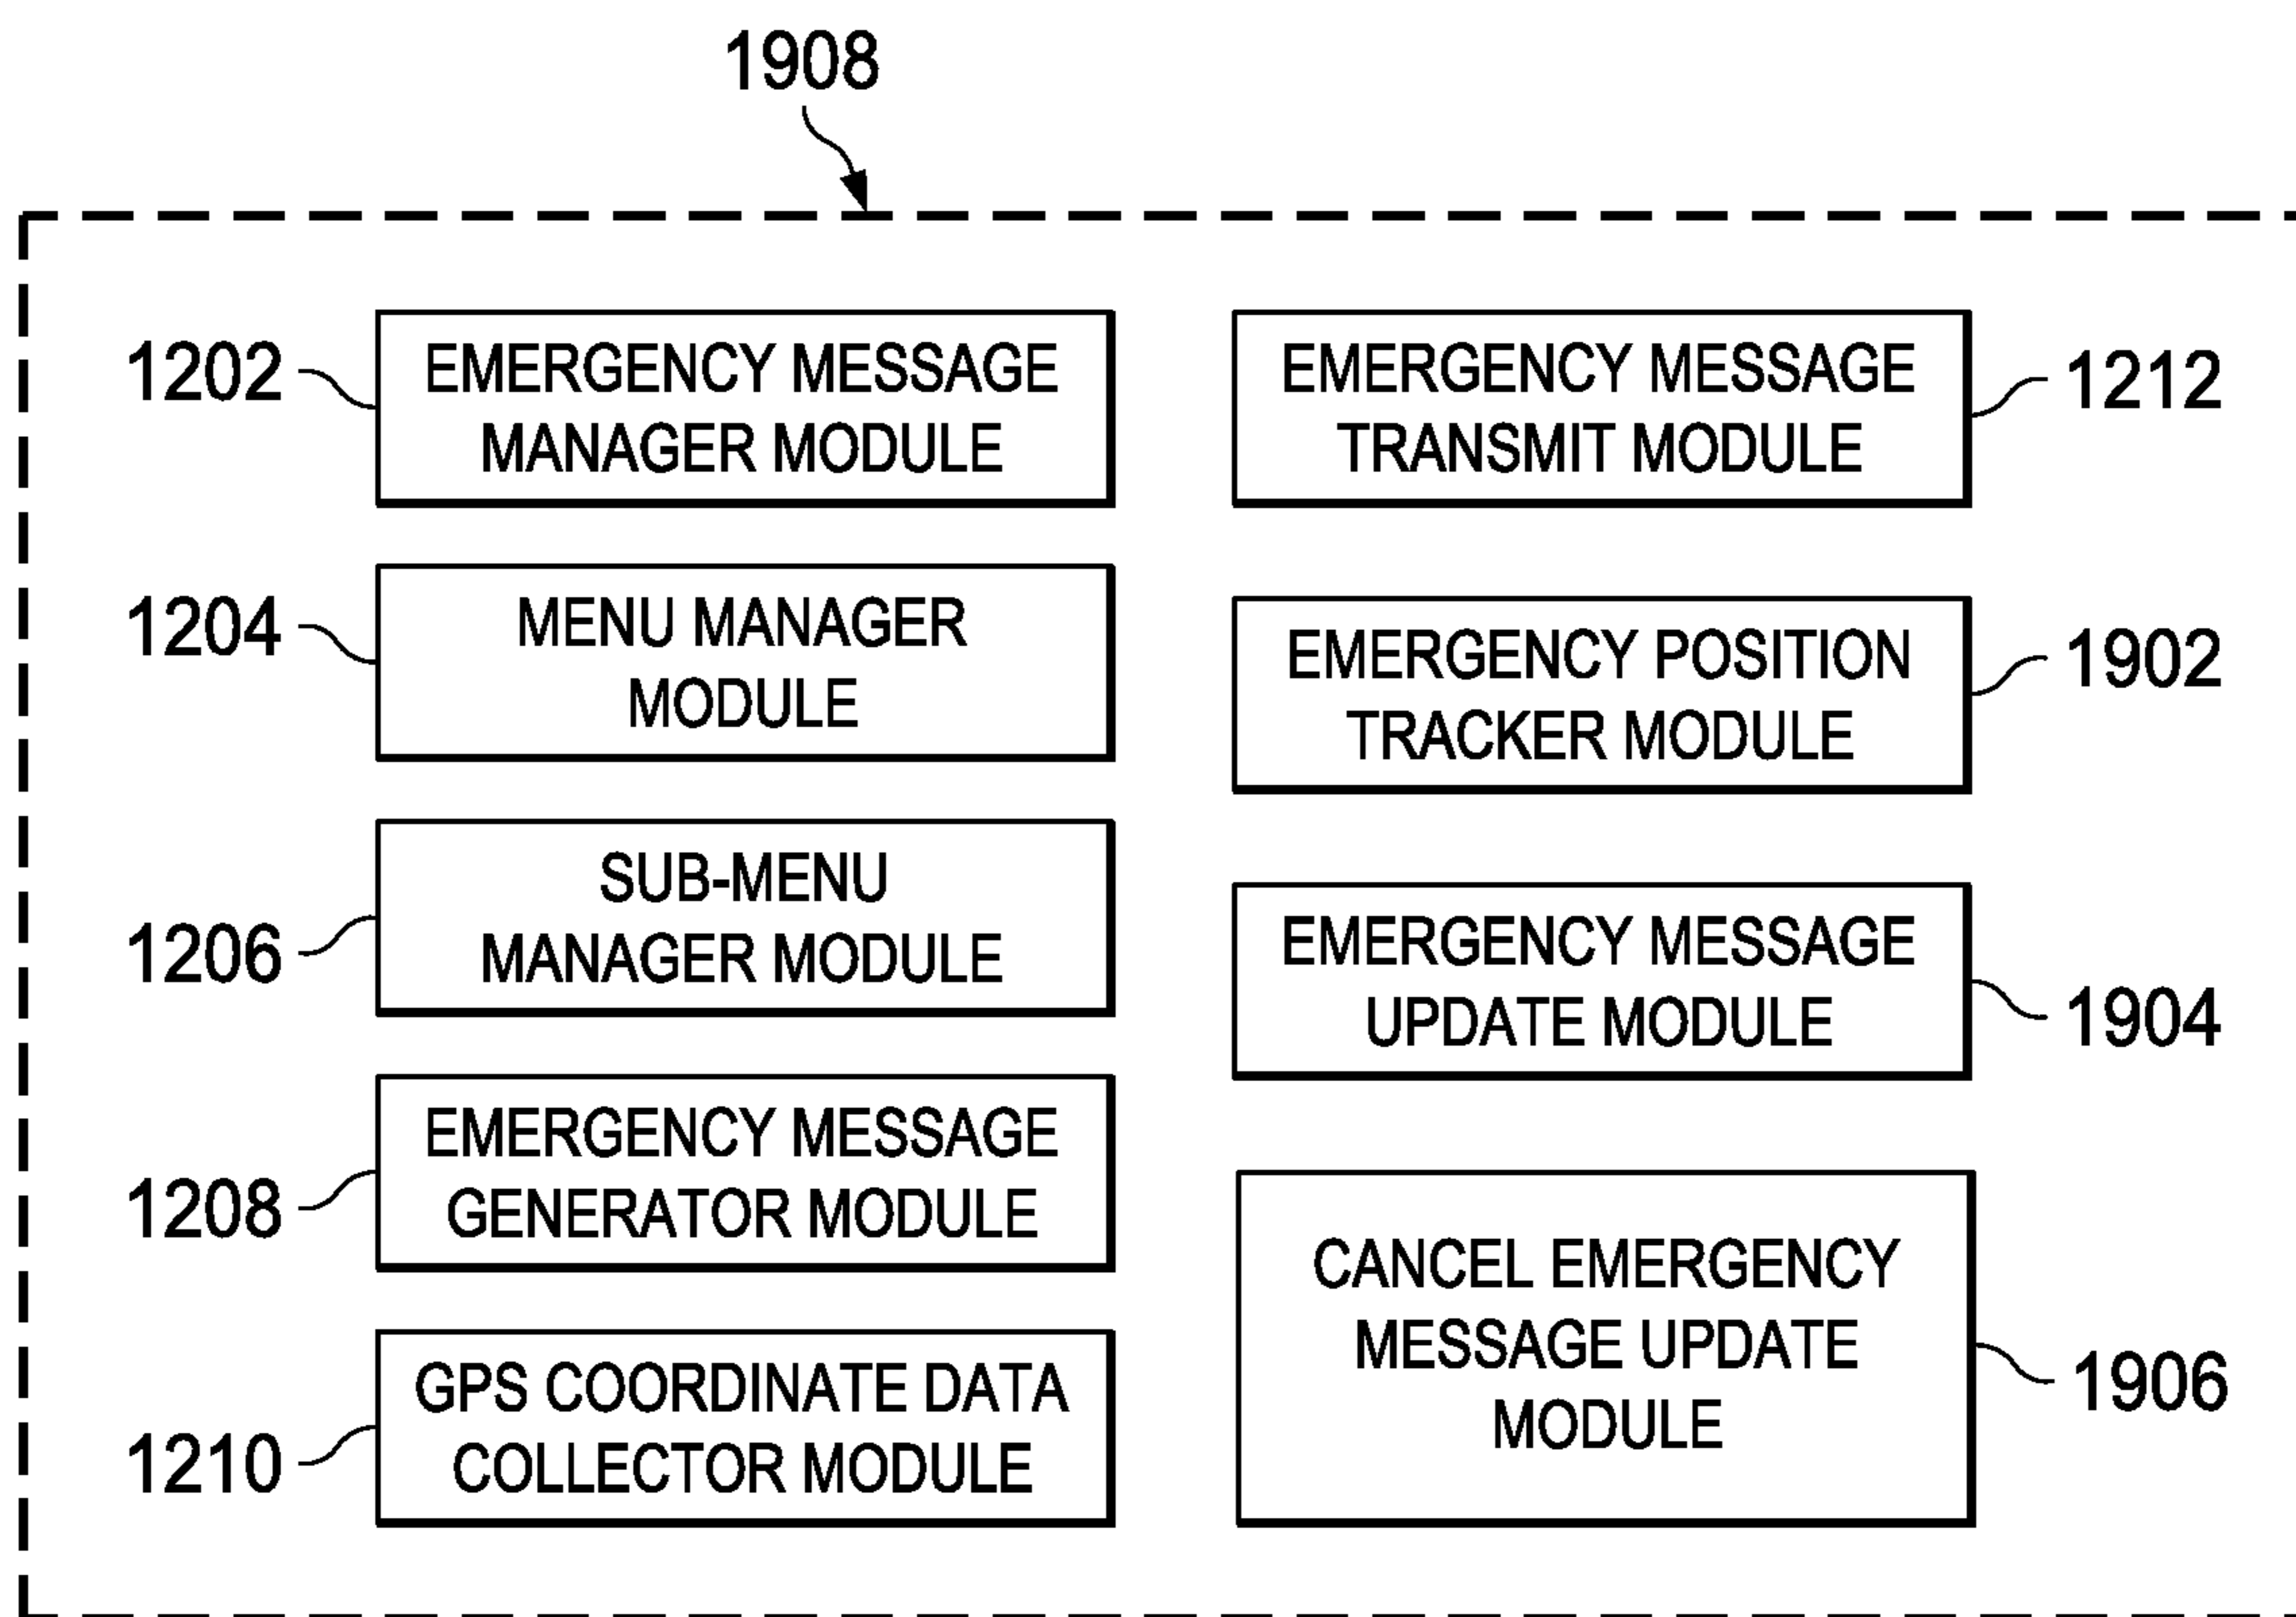 1908
1202
EMERGENCY MESSAGE
MANAGER MODULE
1204
MENU MANAGER
MODULE
1206
SUB-MENU
MANAGER MODULE
1208
EMERGENCY MESSAGE
GENERATOR MODULE
1210
GPS COORDINATE DATA
COLLECTOR MODULE
EMERGENCY MESSAGE
TRANSMIT MODULE
1212
EMERGENCY POSITION
TRACKER MODULE
1902
EMERGENCY MESSAGE
UPDATE MODULE
1904
CANCEL EMERGENCY
MESSAGE UPDATE
MODULE
1906